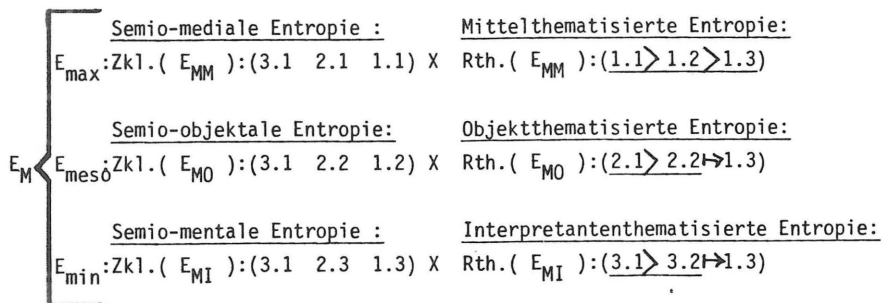 Semio-mediale Entropie : Mittelthematisierte Entropie:
E_max:Zkl.( E_MM ):(3.1 2.1 1.1) X Rth.( E_MM ):(1.1> 1.2>1.3)
Semio-objektale Entropie: Objektthematisierte Entropie:
E_M< E_meso:Zkl.( E_MO ):(3.1 2.2 1.2) X Rth.( E_MO ):(2.1> 2.2↦1.3)
Semio-mentale Entropie : Interpretantenthematisierte Entropie:
E_min:Zkl.( E_MI ):(3.1 2.3 1.3) X Rth.( E_MI ):(3.1> 3.2↦1.3)